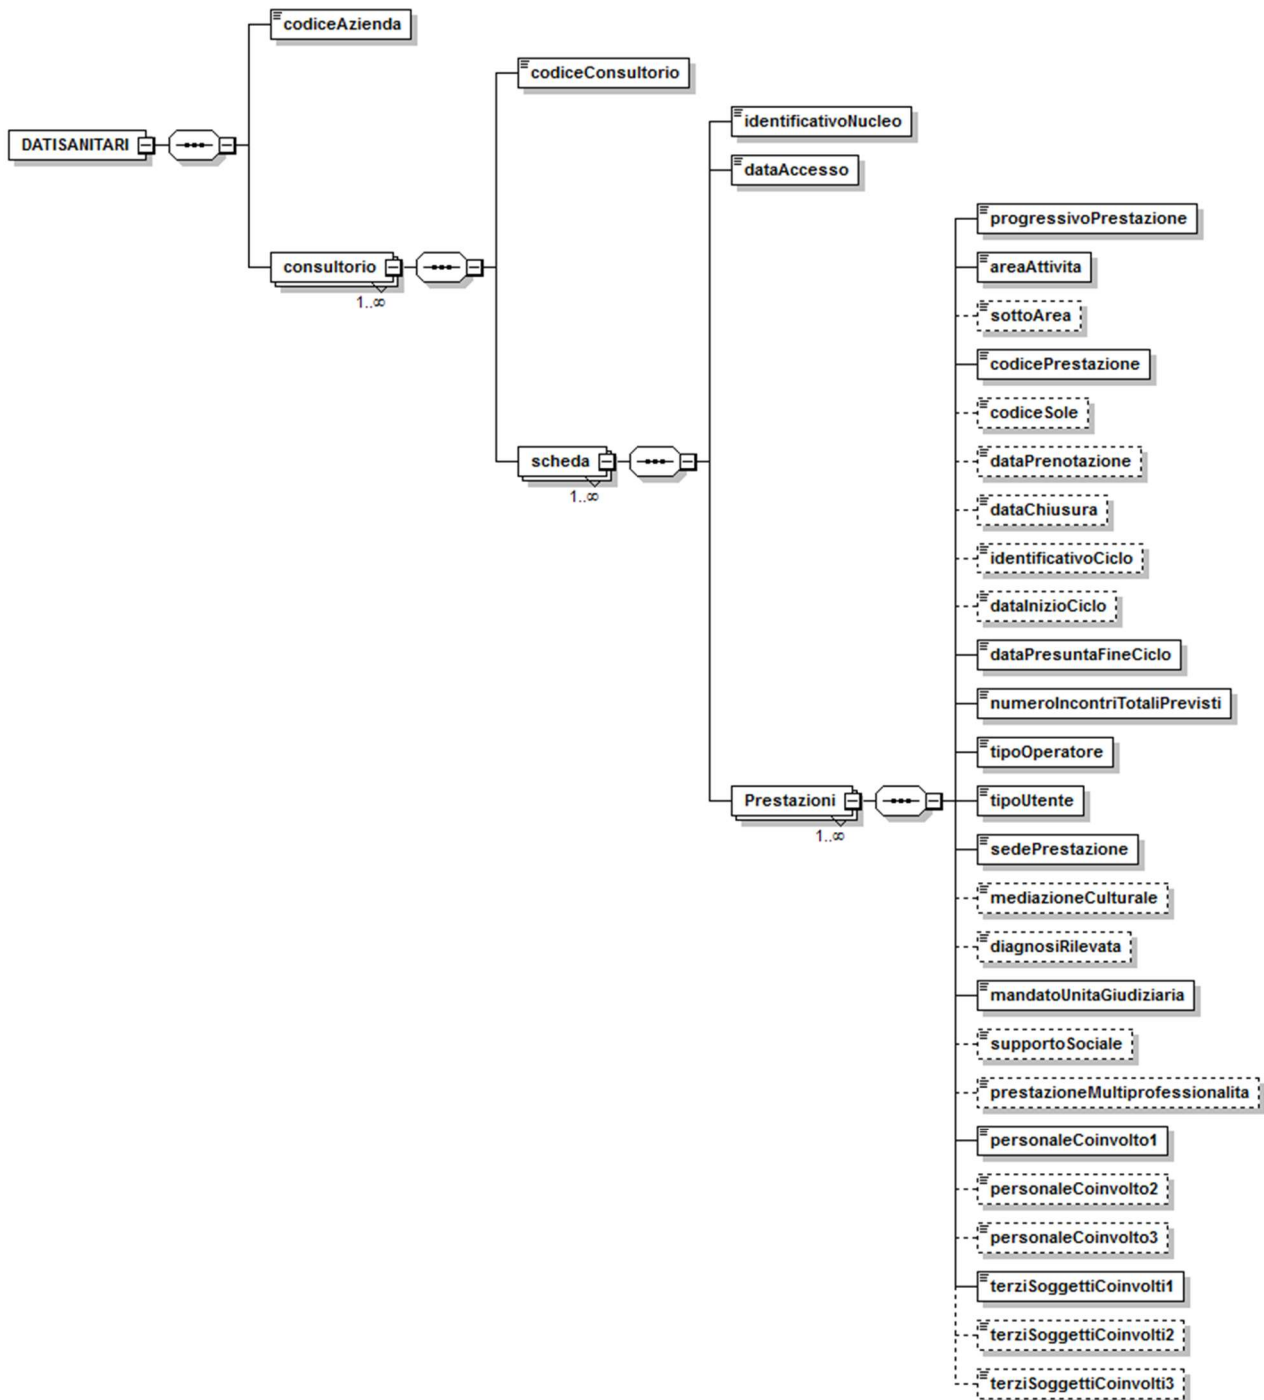 codiceAzienda
codiceConsultorio
identificativoNucleo
DATISANITARI
dataAccesso
progressivoPrestazione
consultorio
areaAttivita
1..∞
sottoArea
codicePrestazione
codiceSole
scheda
dataPrenotazione
1..∞
dataChiusura
identificativoCiclo
dataInizioCiclo
dataPresuntaFineCiclo
numeroIncontriTotaliPrevisti
tipoOperatore
Prestazioni
tipoUtente
1..∞
sedePrestazione
mediazioneCulturale
diagnosiRilevata
mandatoUnitaGiudiziaria
supportoSociale
prestazioneMultiprofessionalita
personaleCoinvolto1
personaleCoinvolto2
personaleCoinvolto3
terziSoggettiCoinvolti1
terziSoggettiCoinvolti2
terziSoggettiCoinvolti3